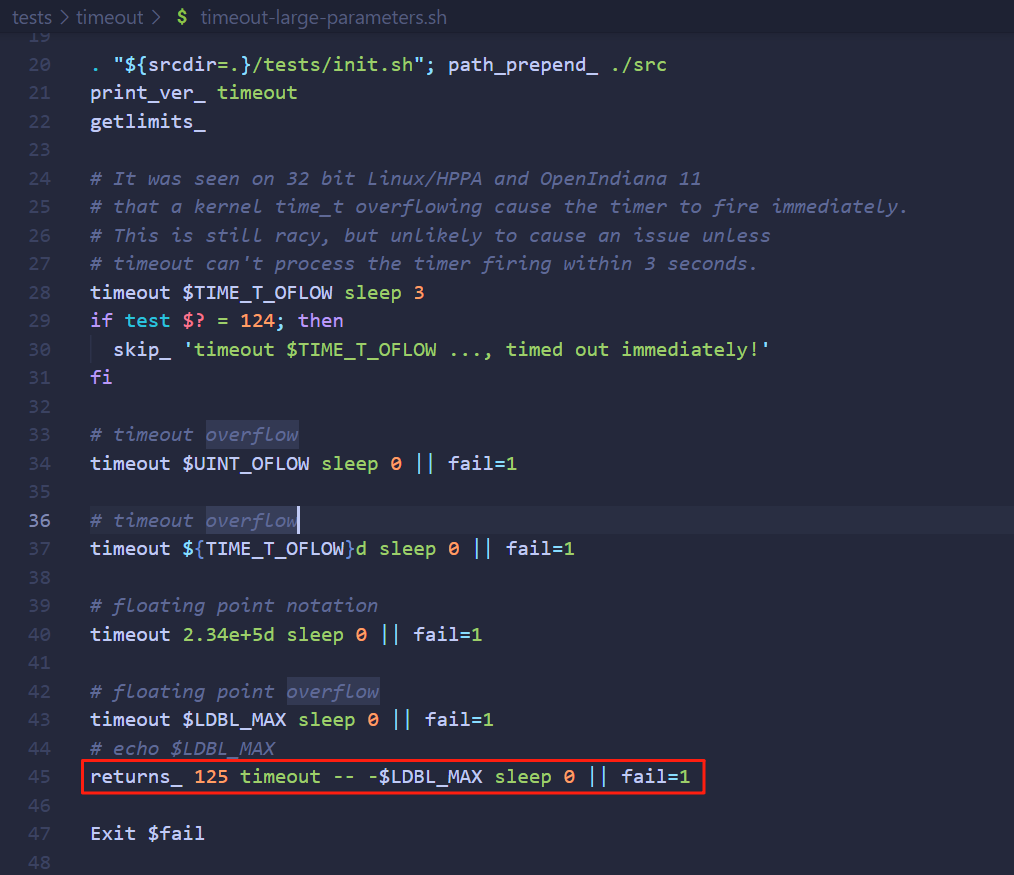 tests > timeout > $ timeout-large-parameters.sh
19
20 . "${srcdir=.}/tests/init.sh"; path_prepend_ ./src
21 print_ver_ timeout
22 getlimits_
23
24 # It was seen on 32 bit Linux/HPPA and OpenIndiana 11
25 # that a kernel time_t overflowing cause the timer to fire immediately.
26 # This is still racy, but unlikely to cause an issue unless
27 # timeout can't process the timer firing within 3 seconds.
28 timeout $TIME_T_OFLOW sleep 3
29 if test $? = 124; then
30   skip_ 'timeout $TIME_T_OFLOW ..., timed out immediately!'
31 fi
32
33 # timeout overflow
34 timeout $UINT_OFLOW sleep 0 || fail=1
35
36 # timeout overflow
37 timeout ${TIME_T_OFLOW}d sleep 0 || fail=1
38
39 # floating point notation
40 timeout 2.34e+5d sleep 0 || fail=1
41
42 # floating point overflow
43 timeout $LDBL_MAX sleep 0 || fail=1
44 # echo $LDBL_MAX
45 returns_ 125 timeout -- -$LDBL_MAX sleep 0 || fail=1
46
47 Exit $fail
48